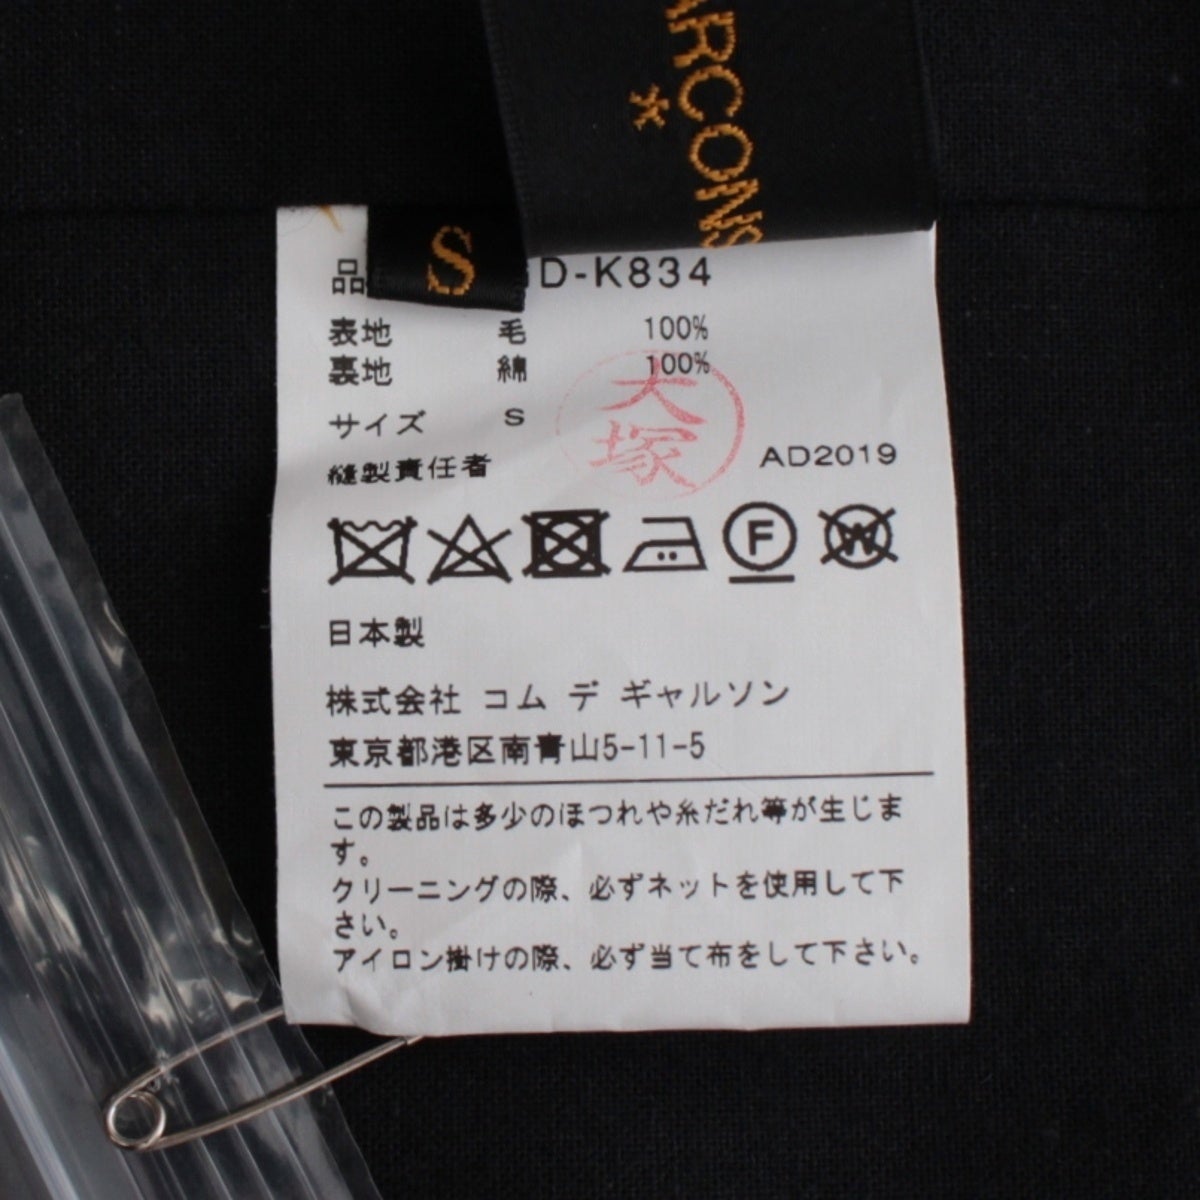 ARCONS
*
S
品 D-K834
表地 毛 100%
裏地 綿 100%
サイズ S
大塚
縫製責任者 AD2019
F W
日本製
株式会社 コム デ ギャルソン
東京都港区南青山5-11-5
この製品は多少のほつれや糸だれ等が生じま
す。
クリーニングの際、必ずネットを使用して下
さい。
アイロン掛けの際、必ず当て布をして下さい。